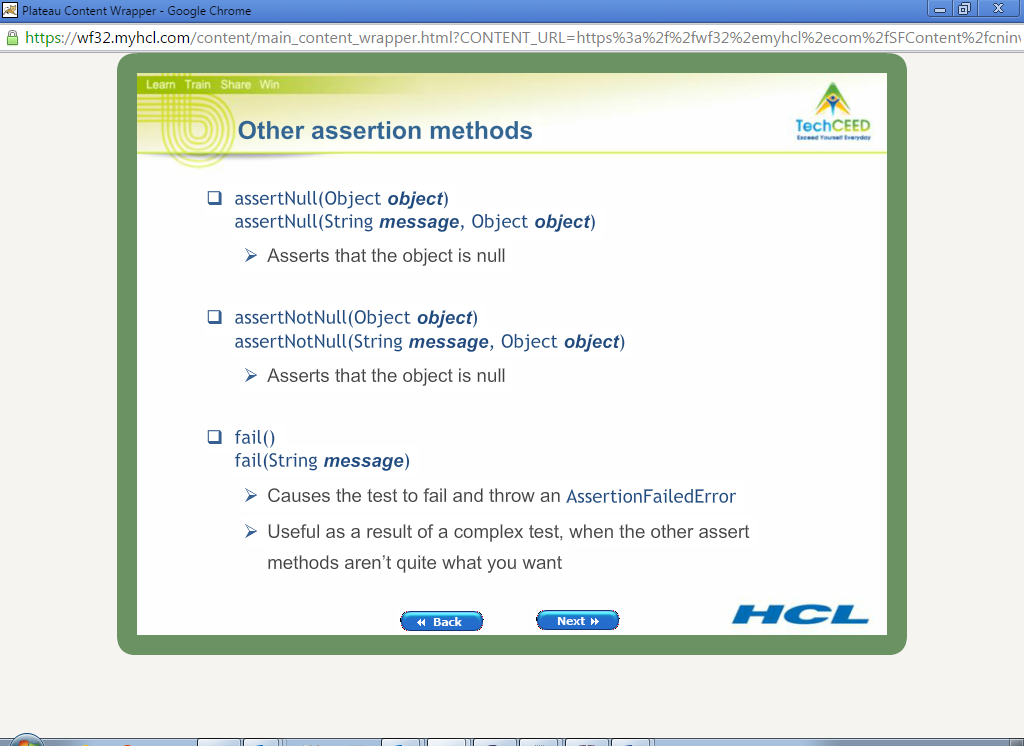 Plateau Content Wrapper - Google Chrome
https://wf32.myhcl.com/content/main_content_wrapper.html?CONTENT_URL=https%3a%2f%2fwf32%2emyhcl%2ecom%2fSFContent%2fcninv
Learn Train Share Win
TechCEED
Exceed Yourself Everyday
Other assertion methods
assertNull(Object object)
assertNull(String message, Object object)
Asserts that the object is null
assertNotNull(Object object)
assertNotNull(String message, Object object)
Asserts that the object is null
fail()
fail(String message)
Causes the test to fail and throw an AssertionFailedError
Useful as a result of a complex test, when the other assert
methods aren’t quite what you want
Back
Next
HCL